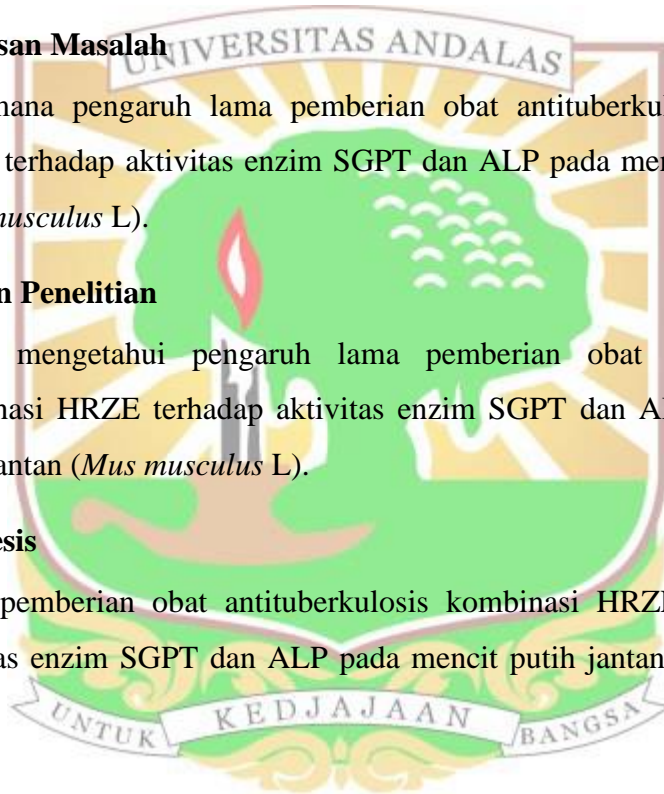 san Masalah
UNIVERSITAS ANDALAS
ana pengaruh lama pemberian obat antituberkul
terhadap aktivitas enzim SGPT dan ALP pada men
musculus L).
n Penelitian
mengetahui pengaruh lama pemberian obat
nasi HRZE terhadap aktivitas enzim SGPT dan AL
antan (Mus musculus L).
esis
pemberian obat antituberkulosis kombinasi HRZE
as enzim SGPT dan ALP pada mencit putih jantan
UNTUK KEDJAJAAN BANGSA